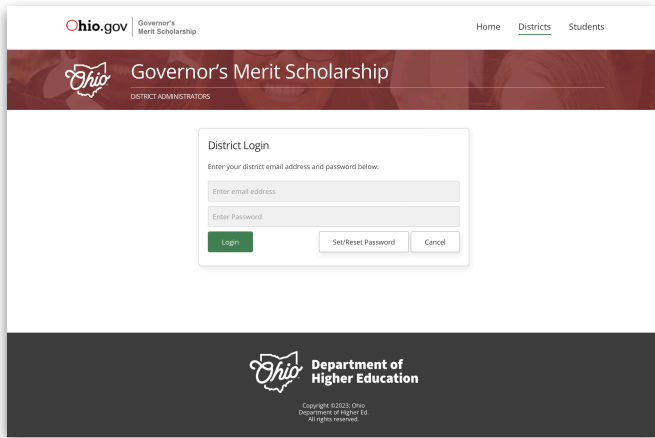 Ohio.gov
Governor's
Merit Scholarship
Home Districts Students
Ohio
Governor's Merit Scholarship
DISTRICT ADMINISTRATORS
District Login
Enter your district email address and password below:
Enter email eddress
Enter Password
Login Set/Reset Password Cancel
Ohio
Department of
Higher Education
Copyright ©2023; Ohio
Department of Higher Ed.
All rights reserved.